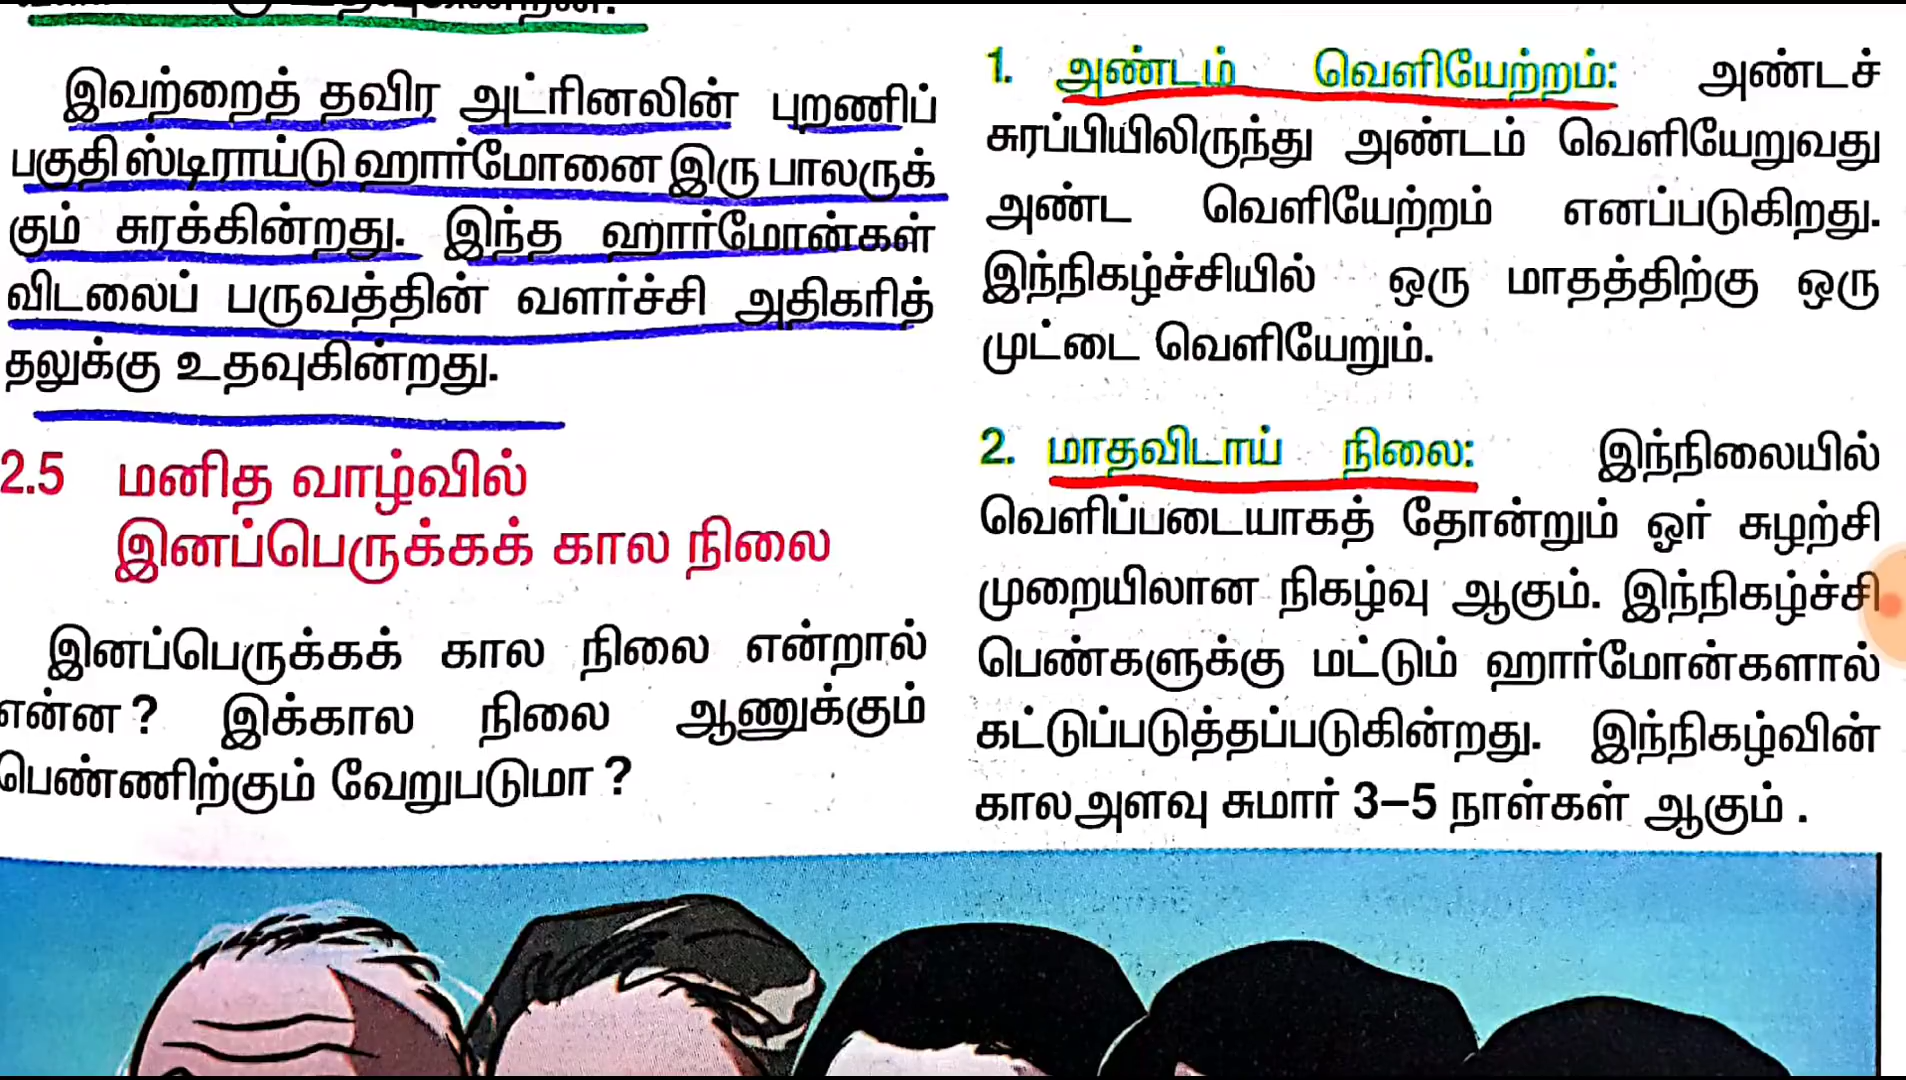 இவற்றைத் தவிர அட்ரினலின் புறணிப்
பகுதி ஸ்டிராய்டு ஹார்மோனை இரு பாலருக்
கும் சுரக்கின்றது. இந்த ஹார்மோன்கள்
விடலைப் பருவத்தின் வளர்ச்சி அதிகரித்
தலுக்கு உதவுகின்றது.
2.5 மனித வாழ்வில்
இனப்பெருக்கக் கால நிலை
இனப்பெருக்கக் கால நிலை என்றால்
என்ன? இக்கால நிலை ஆணுக்கும்
பெண்ணிற்கும் வேறுபடுமா?
1. அண்டம் வெளியேற்றம்: அண்டச்
சுரப்பியிலிருந்து அண்டம் வெளியேறுவது
அண்ட வெளியேற்றம் எனப்படுகிறது.
இந்நிகழ்ச்சியில் ஒரு மாதத்திற்கு ஒரு
முட்டை வெளியேறும்.
2. மாதவிடாய் நிலை: இந்நிலையில்
வெளிப்படையாகத் தோன்றும் ஓர் சுழற்சி
முறையிலான நிகழ்வு ஆகும். இந்நிகழ்ச்சி
பெண்களுக்கு மட்டும் ஹார்மோன்களால்
கட்டுப்படுத்தப்படுகின்றது. இந்நிகழ்வின்
கால அளவு சுமார் 3–5 நாள்கள் ஆகும்.